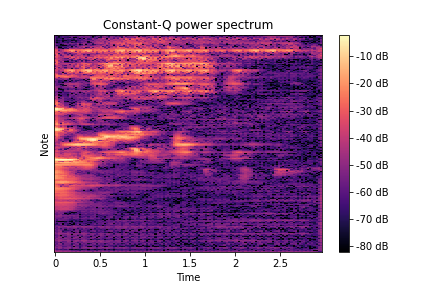 Constant-Q power spectrum
Note
-10 dB
-20 dB
-30 dB
-40 dB
-50 dB
-60 dB
-70 dB
-80 dB
0 0.5 1 1.5 2 2.5
Time